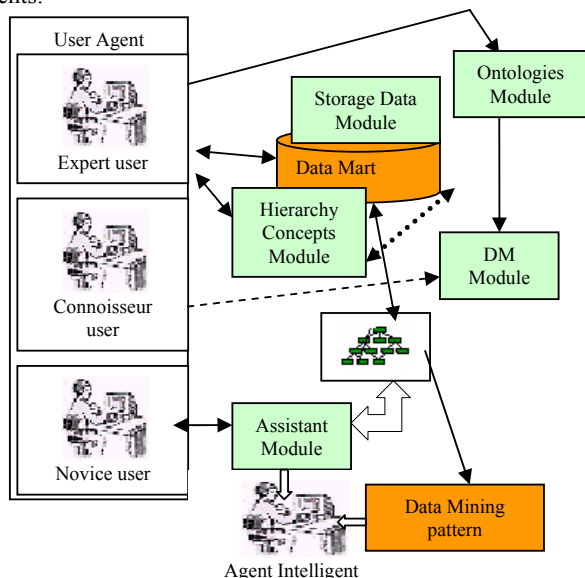 ents.
User Agent
Expert user
Connoisseur
user
Novice user
Ontologies
Module
Storage Data
Module
Data Mart
Hierarchy
Concepts
Module
DM
Module
Assistant
Module
Data Mining
pattern
Agent Intelligent